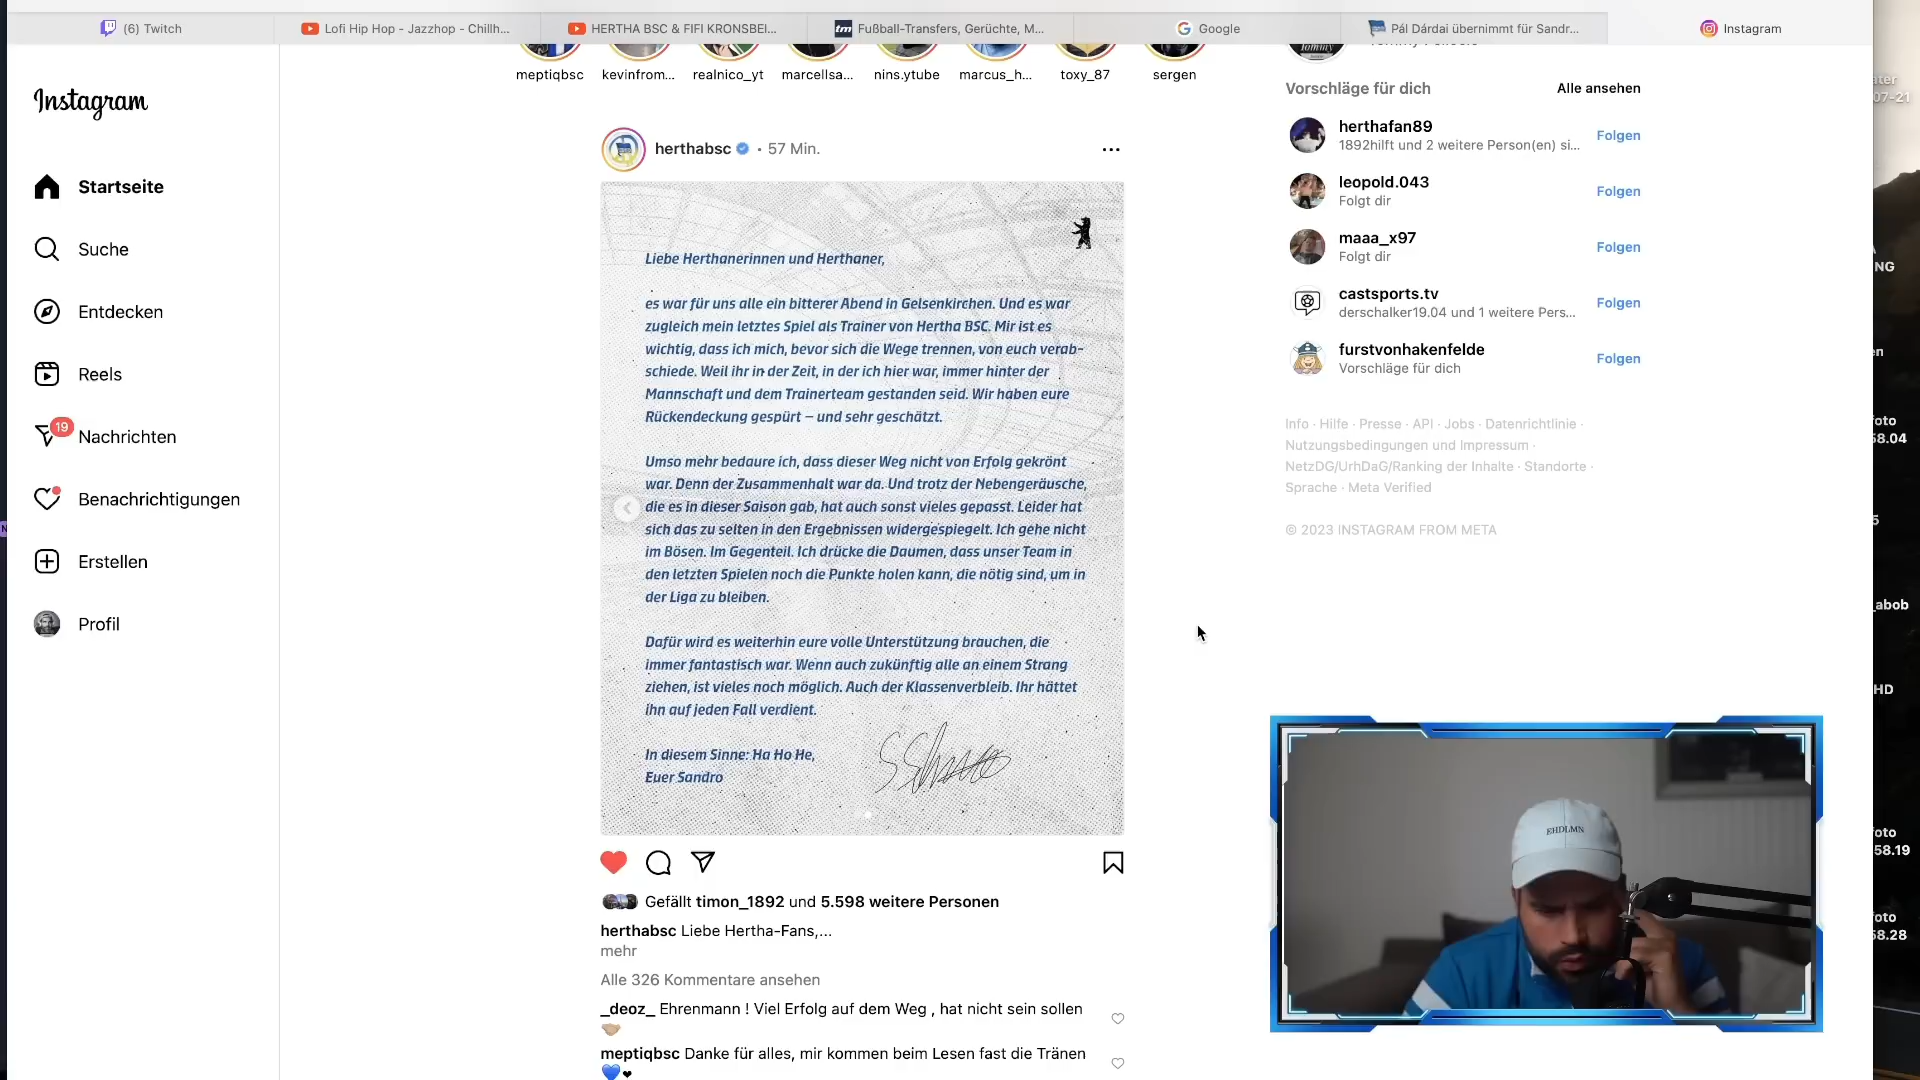 (6) Twitch
Lofi Hip Hop - Jazzhop - Chillh...
HERTHA BSC & FIFI KRONSBEI...
tm Fußball-Transfers, Gerüchte, M...
Google
Pál Dárdai übernimmt für Sandr...
Instagram
meptiqbsc
kevinfrom...
realnico_yt
marcellsa...
nins.ytube
marcus_h...
toxy_87
sergen
Instagram
Startseite
Suche
Entdecken
Reels
19
Nachrichten
Benachrichtigungen
Erstellen
Profil
herthabsc • 57 Min.
Liebe Herthanerinnen und Herthaner,
es war für uns alle ein bitterer Abend in Gelsenkirchen. Und es war
zugleich mein letztes Spiel als Trainer von Hertha BSC. Mir ist es
wichtig, dass ich mich, bevor sich die Wege trennen, von euch verab-
schiede. Weil ihr in der Zeit, in der ich hier war, immer hinter der
Mannschaft und dem Trainerteam gestanden seid. Wir haben eure
Rückendeckung gespürt – und sehr geschätzt.
Umso mehr bedaure ich, dass dieser Weg nicht von Erfolg gekrönt
war. Denn der Zusammenhalt war da. Und trotz der Nebengeräusche,
die es in dieser Saison gab, hat auch sonst vieles gepasst. Leider hat
sich das zu selten in den Ergebnissen widergespiegelt. Ich gehe nicht
im Bösen. Im Gegenteil. Ich drücke die Daumen, dass unser Team in
den letzten Spielen noch die Punkte holen kann, die nötig sind, um in
der Liga zu bleiben.
Dafür wird es weiterhin eure volle Unterstützung brauchen, die
immer fantastisch war. Wenn auch zukünftig alle an einem Strang
ziehen, ist vieles noch möglich. Auch der Klassenverbleib. Ihr hättet
ihn auf jeden Fall verdient.
In diesem Sinne: Ha Ho He,
Euer Sandro
Gefällt timon_1892 und 5.598 weitere Personen
herthabsc Liebe Hertha-Fans,...
mehr
Alle 326 Kommentare ansehen
_deoz_ Ehrenmann ! Viel Erfolg auf dem Weg , hat nicht sein sollen
🤝🏼
meptiqbsc Danke für alles, mir kommen beim Lesen fast die Tränen
💙❤
Vorschläge für dich
Alle ansehen
herthafan89
1892hilft und 2 weitere Person(en) si...
Folgen
leopold.043
Folgt dir
Folgen
maaa_x97
Folgt dir
Folgen
castsports.tv
derschalker19.04 und 1 weitere Pers...
Folgen
furstvonhakenfelde
Vorschläge für dich
Folgen
Info · Hilfe · Presse · API · Jobs · Datenrichtlinie ·
Nutzungsbedingungen und Impressum ·
NetzDG/UrhDaG/Ranking der Inhalte · Standorte ·
Sprache · Meta Verified
© 2023 INSTAGRAM FROM META
EHDLMN
07-21
NG
en
foto
58.04
_abob
HD
foto
58.19
foto
58.28